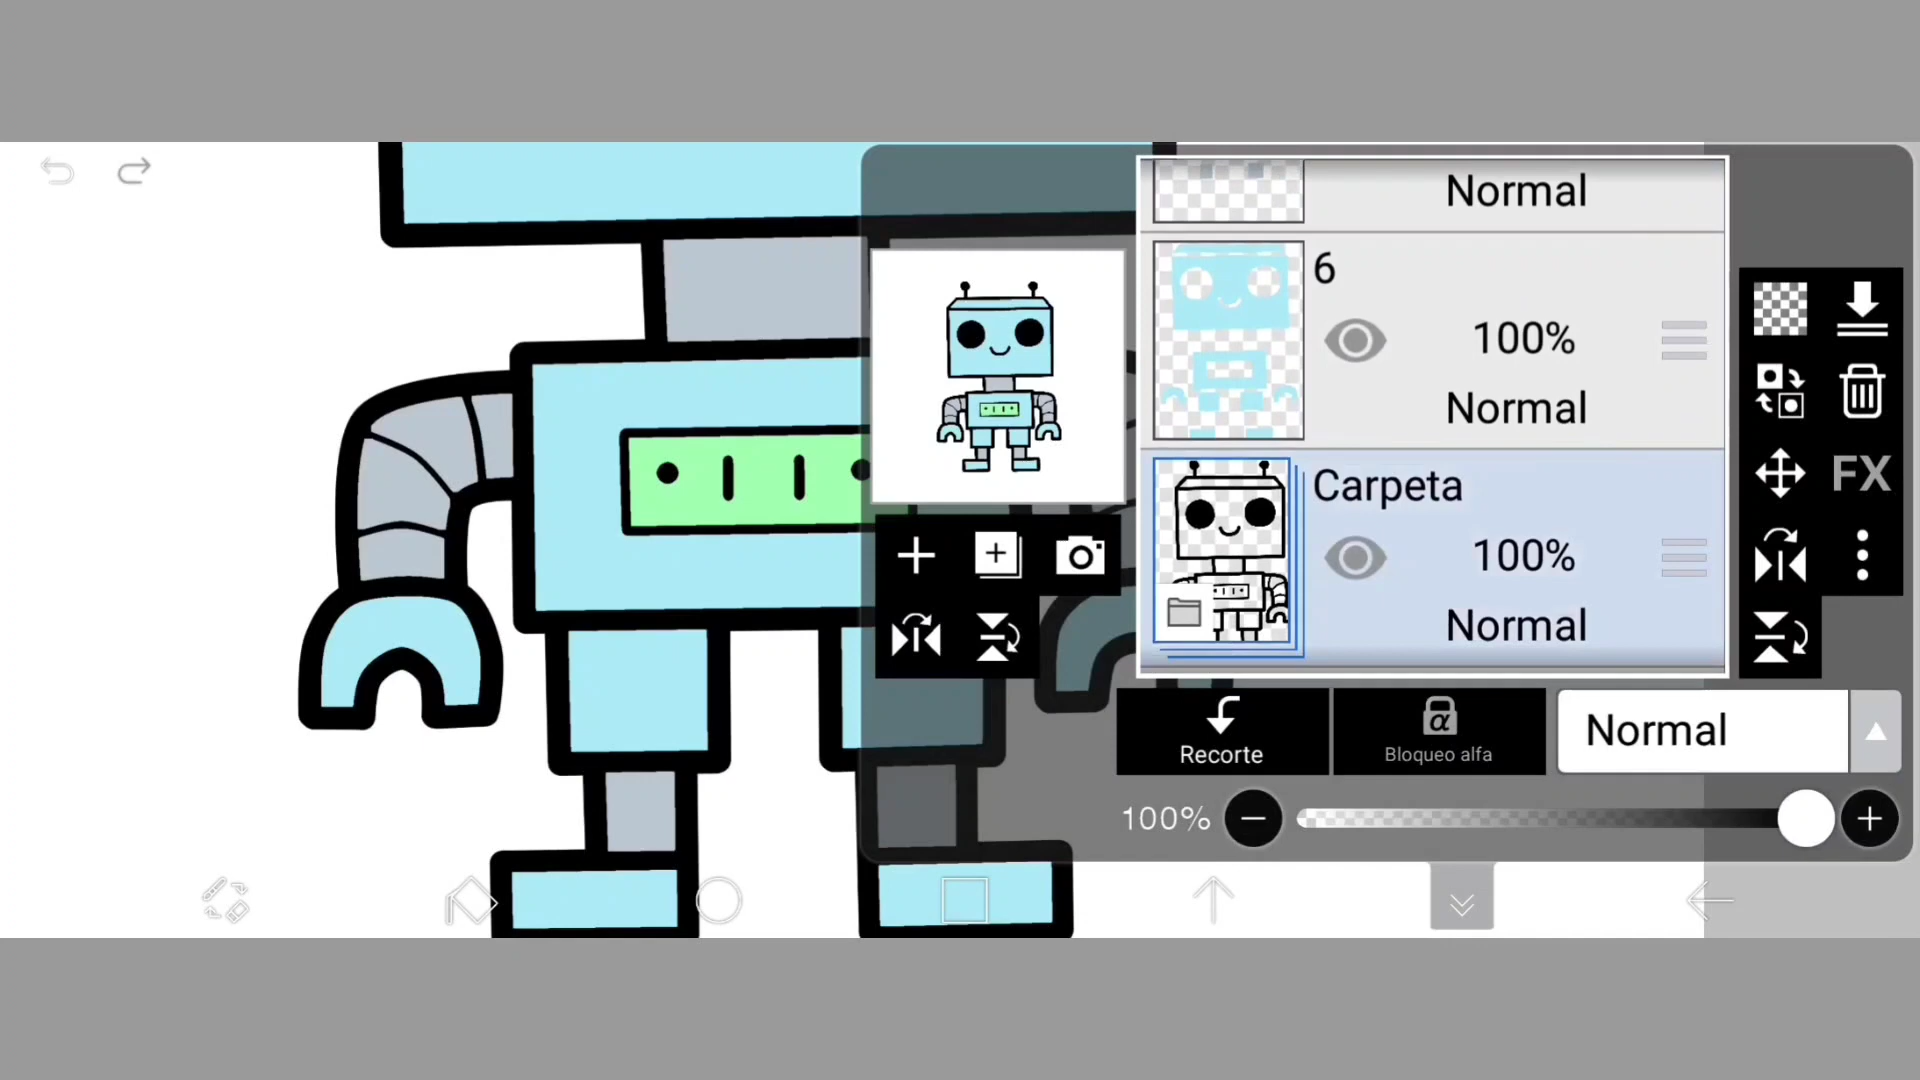 Normal
6
100%
Normal
Carpeta
100%
Normal
FX
Recorte
α
Bloqueo alfa
Normal
100%